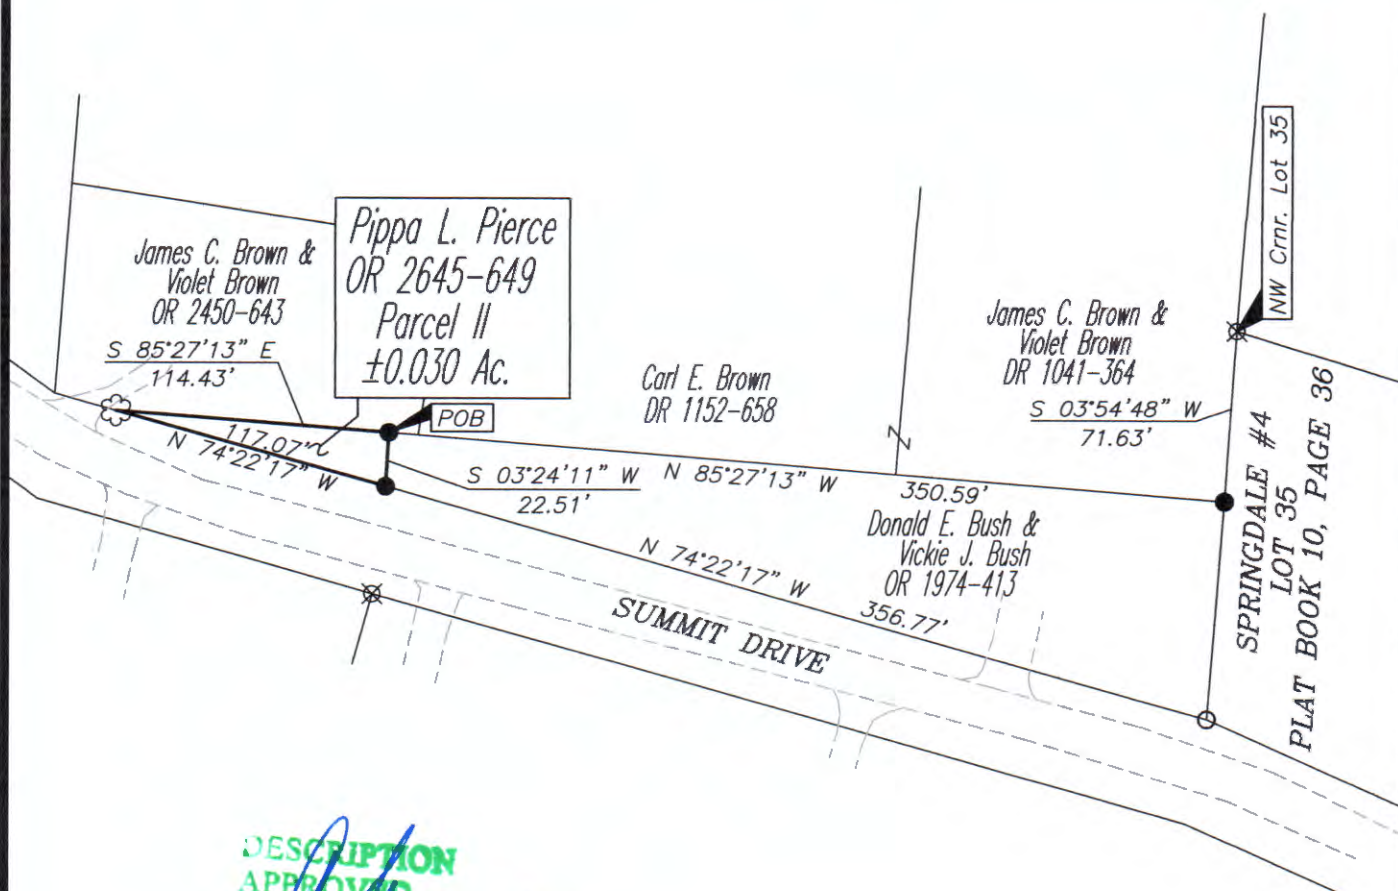 James C. Brown &
Violet Brown
OR 2450-643
S 85°27'13" E
114.43'
Pippa L. Pierce
OR 2645-649
Parcel II
±0.030 Ac.
POB
117.07'
N 74°22'17" W
S 03°24'11" W
22.51'
Carl E. Brown
DR 1152-658
N 85°27'13" W
350.59'
James C. Brown &
Violet Brown
DR 1041-364
S 03°54'48" W
71.63'
NW Crnr. Lot 35
Donald E. Bush &
Vickie J. Bush
OR 1974-413
N 74°22'17" W
356.77'
SUMMIT DRIVE
SPRINGDALE #4
LOT 35
PLAT BOOK 10, PAGE 36
DESCRIPTION
APPROVED